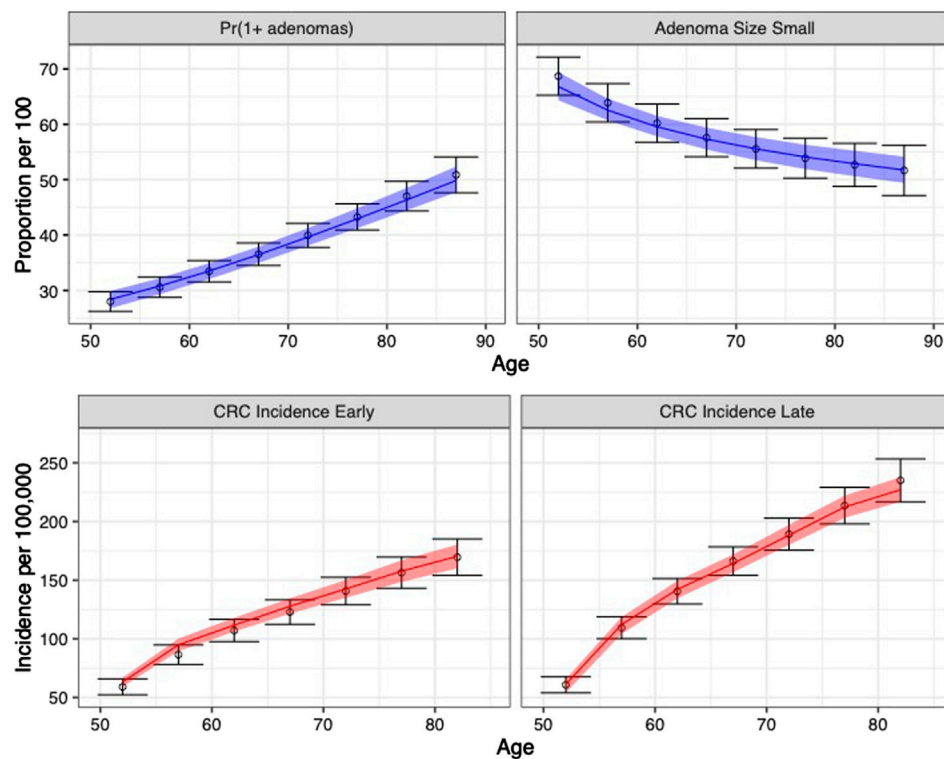 Pr(1+ adenomas)
Adenoma Size Small
Proportion per 100
70
60
50
40
30
50 60 70 80 90
50 60 70 80 90
Age
CRC Incidence Early
CRC Incidence Late
Incidence per 100,000
250
200
150
100
50
50 60 70 80
50 60 70 80
Age